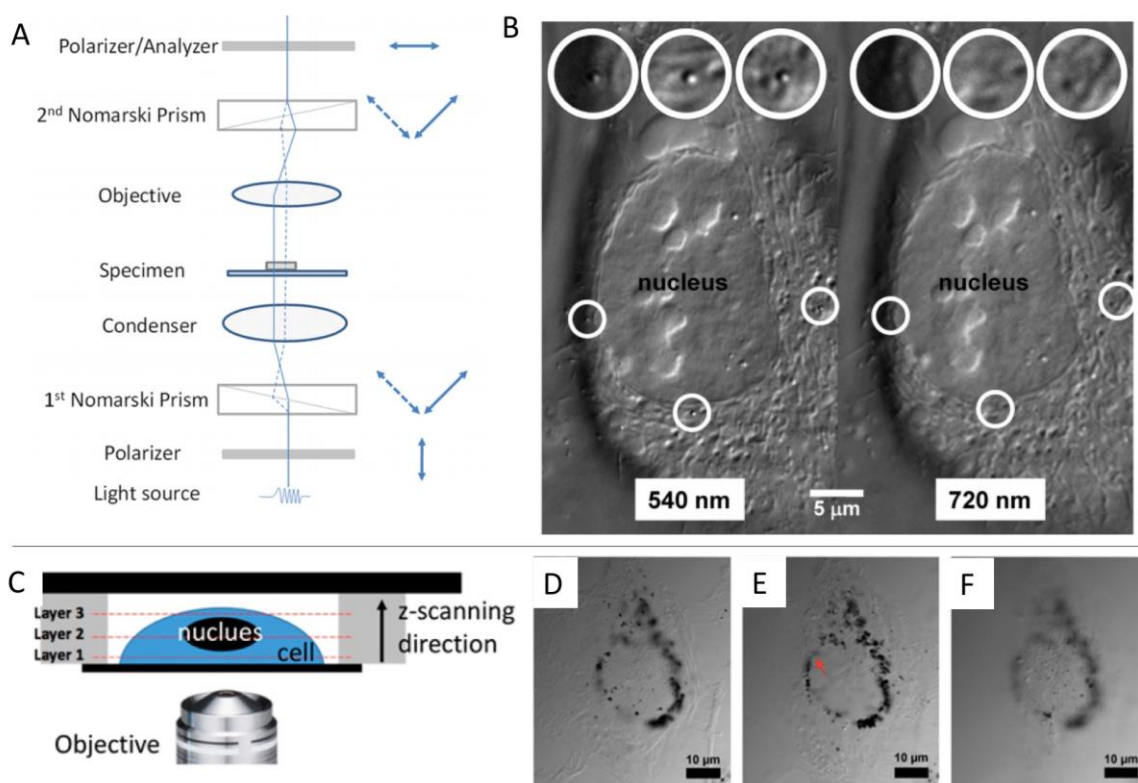 A
Polarizer/Analyzer
2nd Nomarski Prism
Objective
Specimen
Condenser
1st Nomarski Prism
Polarizer
Light source
B
nucleus
nucleus
540 nm
5 μm
720 nm
C
Layer 3
Layer 2
Layer 1
nuclues
cell
z-scanning
direction
Objective
D
10 μm
E
10 μm
F
10 μm